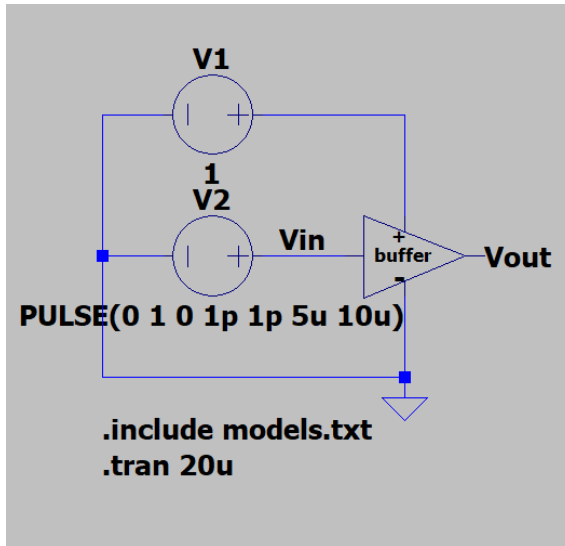 V1
1
V2
Vin
+
buffer
-
Vout
PULSE(0 1 0 1p 1p 5u 10u)
.include models.txt
.tran 20u